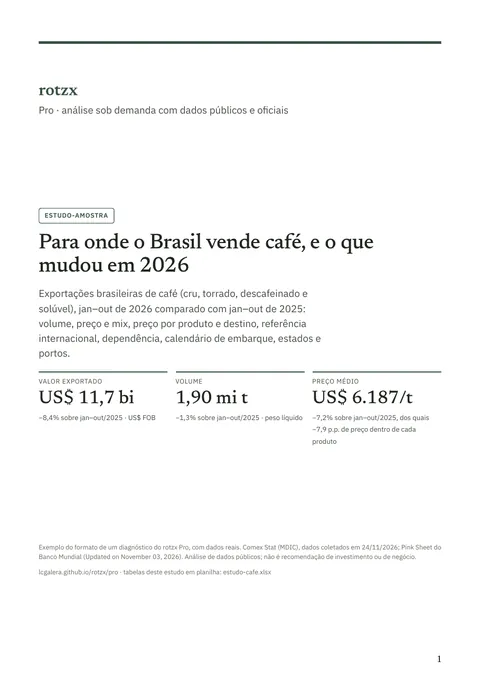 rotzx
Pro · análise sob demanda com dados públicos e oficiais
ESTUDO-AMOSTRA
Para onde o Brasil vende café, e o que
mudou em 2026
Exportações brasileiras de café (cru, torrado, descafeinado e
solúvel), jan–out de 2026 comparado com jan–out de 2025:
volume, preço e mix, preço por produto e destino, referência
internacional, dependência, calendário de embarque, estados e
portos.
VALOR EXPORTADO
US$ 11,7 bi
−8,4% sobre jan–out/2025 · US$ FOB
VOLUME
1,90 mi t
−1,3% sobre jan–out/2025 · peso líquido
PREÇO MÉDIO
US$ 6.187/t
−7,2% sobre jan–out/2025, dos quais
−7,9 p.p. de preço dentro de cada
produto
Exemplo do formato de um diagnóstico do rotzx Pro, com dados reais. Comex Stat (MDIC), dados coletados em 24/11/2026; Pink Sheet do
Banco Mundial (Updated on November 03, 2026). Análise de dados públicos; não é recomendação de investimento ou de negócio.
lcgalera.github.io/rotzx/pro · tabelas deste estudo em planilha: estudo-cafe.xlsx
1